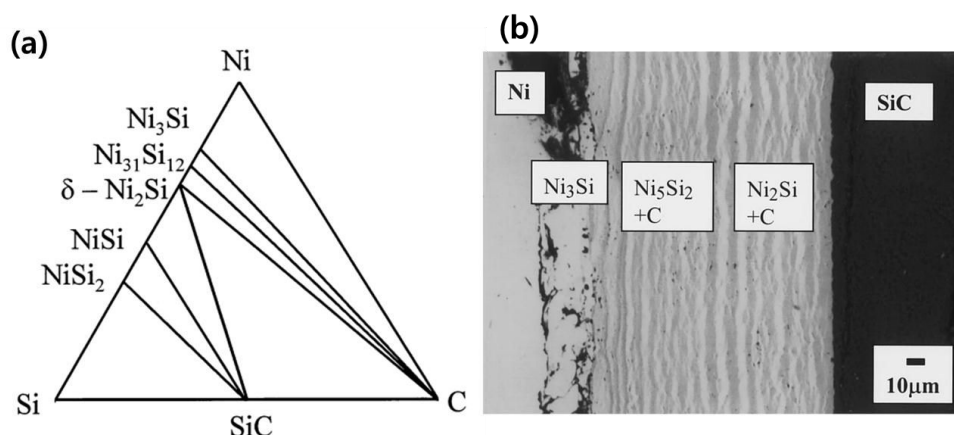 (a)
Ni
Ni₃Si
Ni₃₁Si₁₂
δ – Ni₂Si
NiSi
NiSi₂
Si
SiC
C
(b)
Ni
SiC
Ni₃Si
Ni₅Si₂
+C
Ni₂Si
+C
10µm